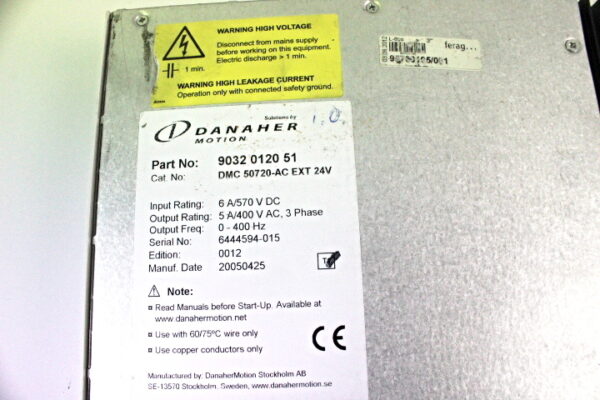 WARNING HIGH VOLTAGE
Disconnect from mains supply
before working on this equipment.
Electric discharge > 1 min.
1 min.
WARNING HIGH LEAKAGE CURRENT
Operation only with connected safety ground.
ferag...
Solutions by
DANAHER
MOTION
1.0.
Part No: 9032 0120 51
Cat. No: DMC 50720-AC EXT 24V
Input Rating: 6 A/570 V DC
Output Rating: 5 A/400 V AC, 3 Phase
Output Freq: 0 - 400 Hz
Serial No: 6444594-015
Edition: 0012
Manuf. Date 20050425
Note:
Read Manuals before Start-Up. Available at
www.danahermotion.net
Use with 60/75ºC wire only
Use copper conductors only
CE
Manufactured by: DanaherMotion Stockholm AB
SE-13570 Stockholm, Sweden, www.danahermotion.se